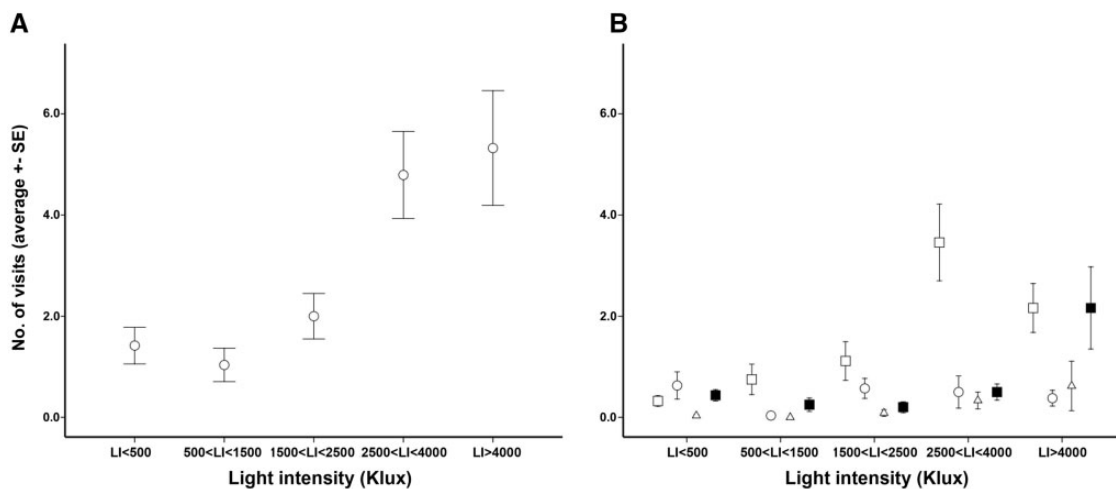 A
No. of visits (average +- SE)
6.0
4.0
2.0
0.0
LI<500
500<LI<1500
1500<LI<2500
2500<LI<4000
LI>4000
Light intensity (Klux)
B
6.0
4.0
2.0
0.0
LI<500
500<LI<1500
1500<LI<2500
2500<LI<4000
LI>4000
Light intensity (Klux)